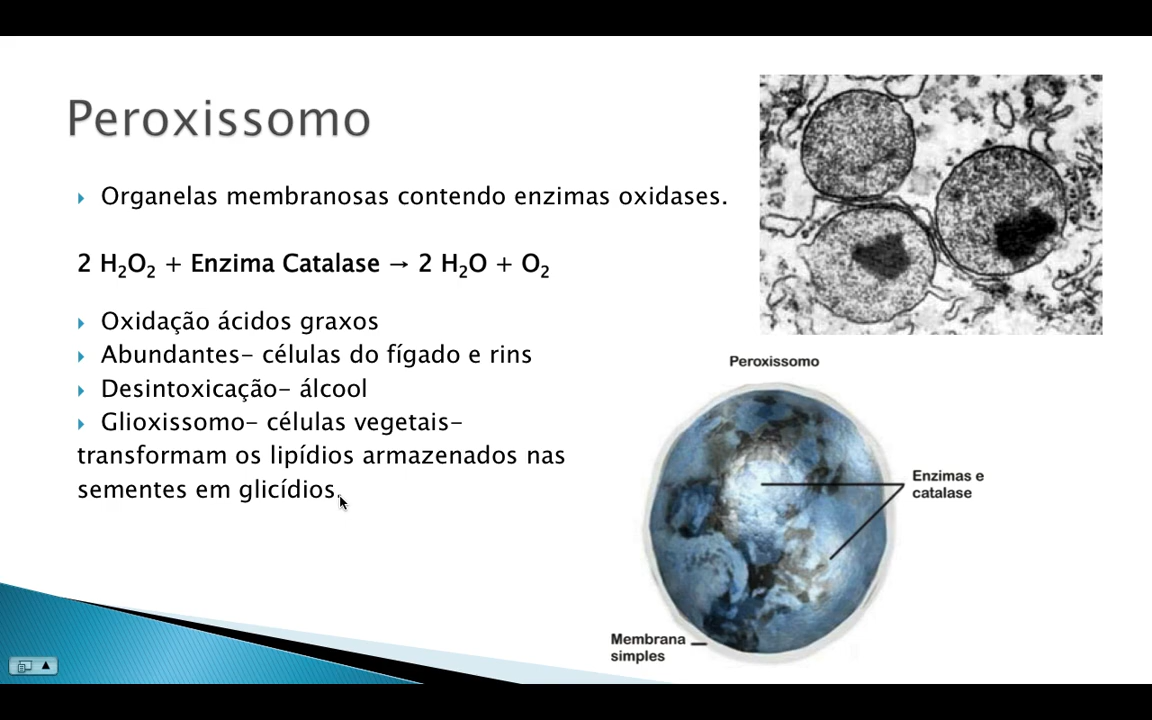 Peroxissomo
Organelas membranosas contendo enzimas oxidases.
2 H₂O₂ + Enzima Catalase → 2 H₂O + O₂
Oxidação ácidos graxos
Abundantes- células do fígado e rins
Desintoxicação- álcool
Glioxissomo- células vegetais-
transformam os lipídios armazenados nas
sementes em glicídios.
Peroxissomo
Enzimas e
catalase
Membrana
simples